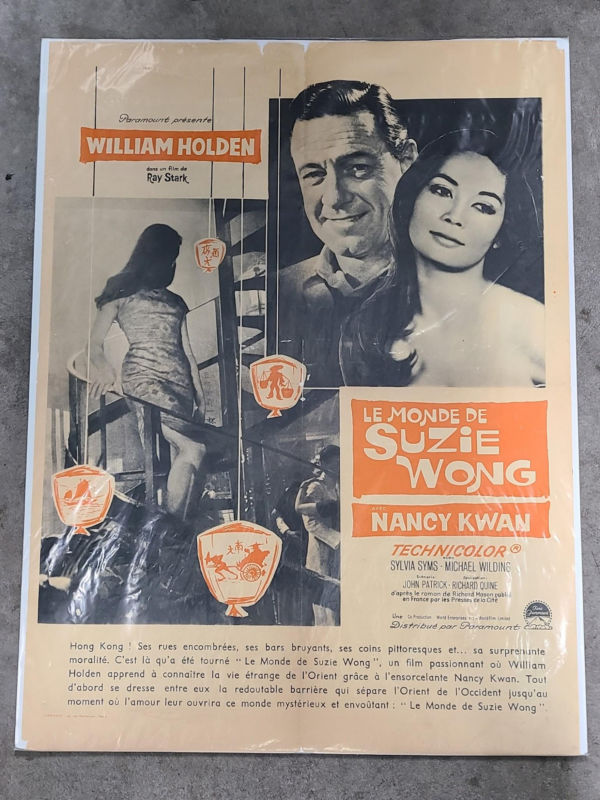 Paramount présente
WILLIAM HOLDEN
dans un film de
Ray Stark
LE MONDE DE
SUZIE
WONG
AVEC
NANCY KWAN
TECHNICOLOR®
SYLVIA SYMS - MICHAEL WILDING
Scénario: Réalisation:
JOHN PATRICK · RICHARD QUINE
d'après le roman de Richard Mason publié
en France par les Presses de la Cité
Une Co Production World Enterprises
Distribué par Paramount
Paramount
Hong Kong ! Ses rues encombrées, ses bars bruyants, ses coins pittoresques et... sa surprenante
moralité. C'est là qu'a été tourné " Le Monde de Suzie Wong ", un film passionnant où William
Holden apprend à connaître la vie étrange de l'Orient grâce à l'ensorcelante Nancy Kwan. Tout
d'abord se dresse entre eux la redoutable barrière qui sépare l'Orient de l'Occident jusqu'au
moment où l'amour leur ouvrira ce monde mystérieux et envoûtant : " Le Monde de Suzie Wong ".